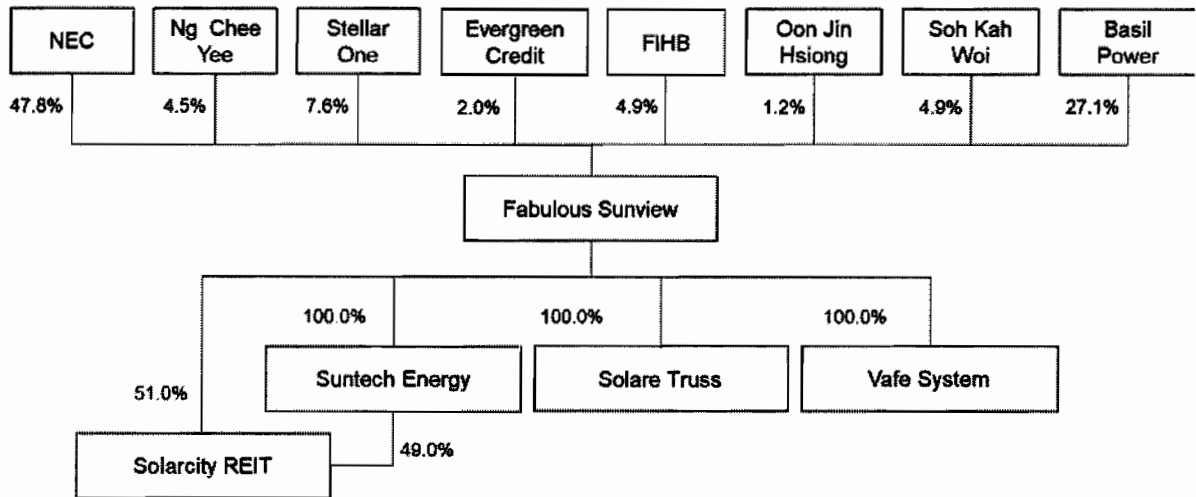 NEC
Ng Chee
Yee
Stellar
One
Evergreen
Credit
FIHB
Oon Jin
Hsiong
Soh Kah
Woi
Basil
Power
47.8%
4.5%
7.6%
2.0%
4.9%
1.2%
4.9%
27.1%
Fabulous Sunview
100.0%
100.0%
100.0%
Suntech Energy
Solare Truss
Vafe System
51.0%
49.0%
Solarcity REIT